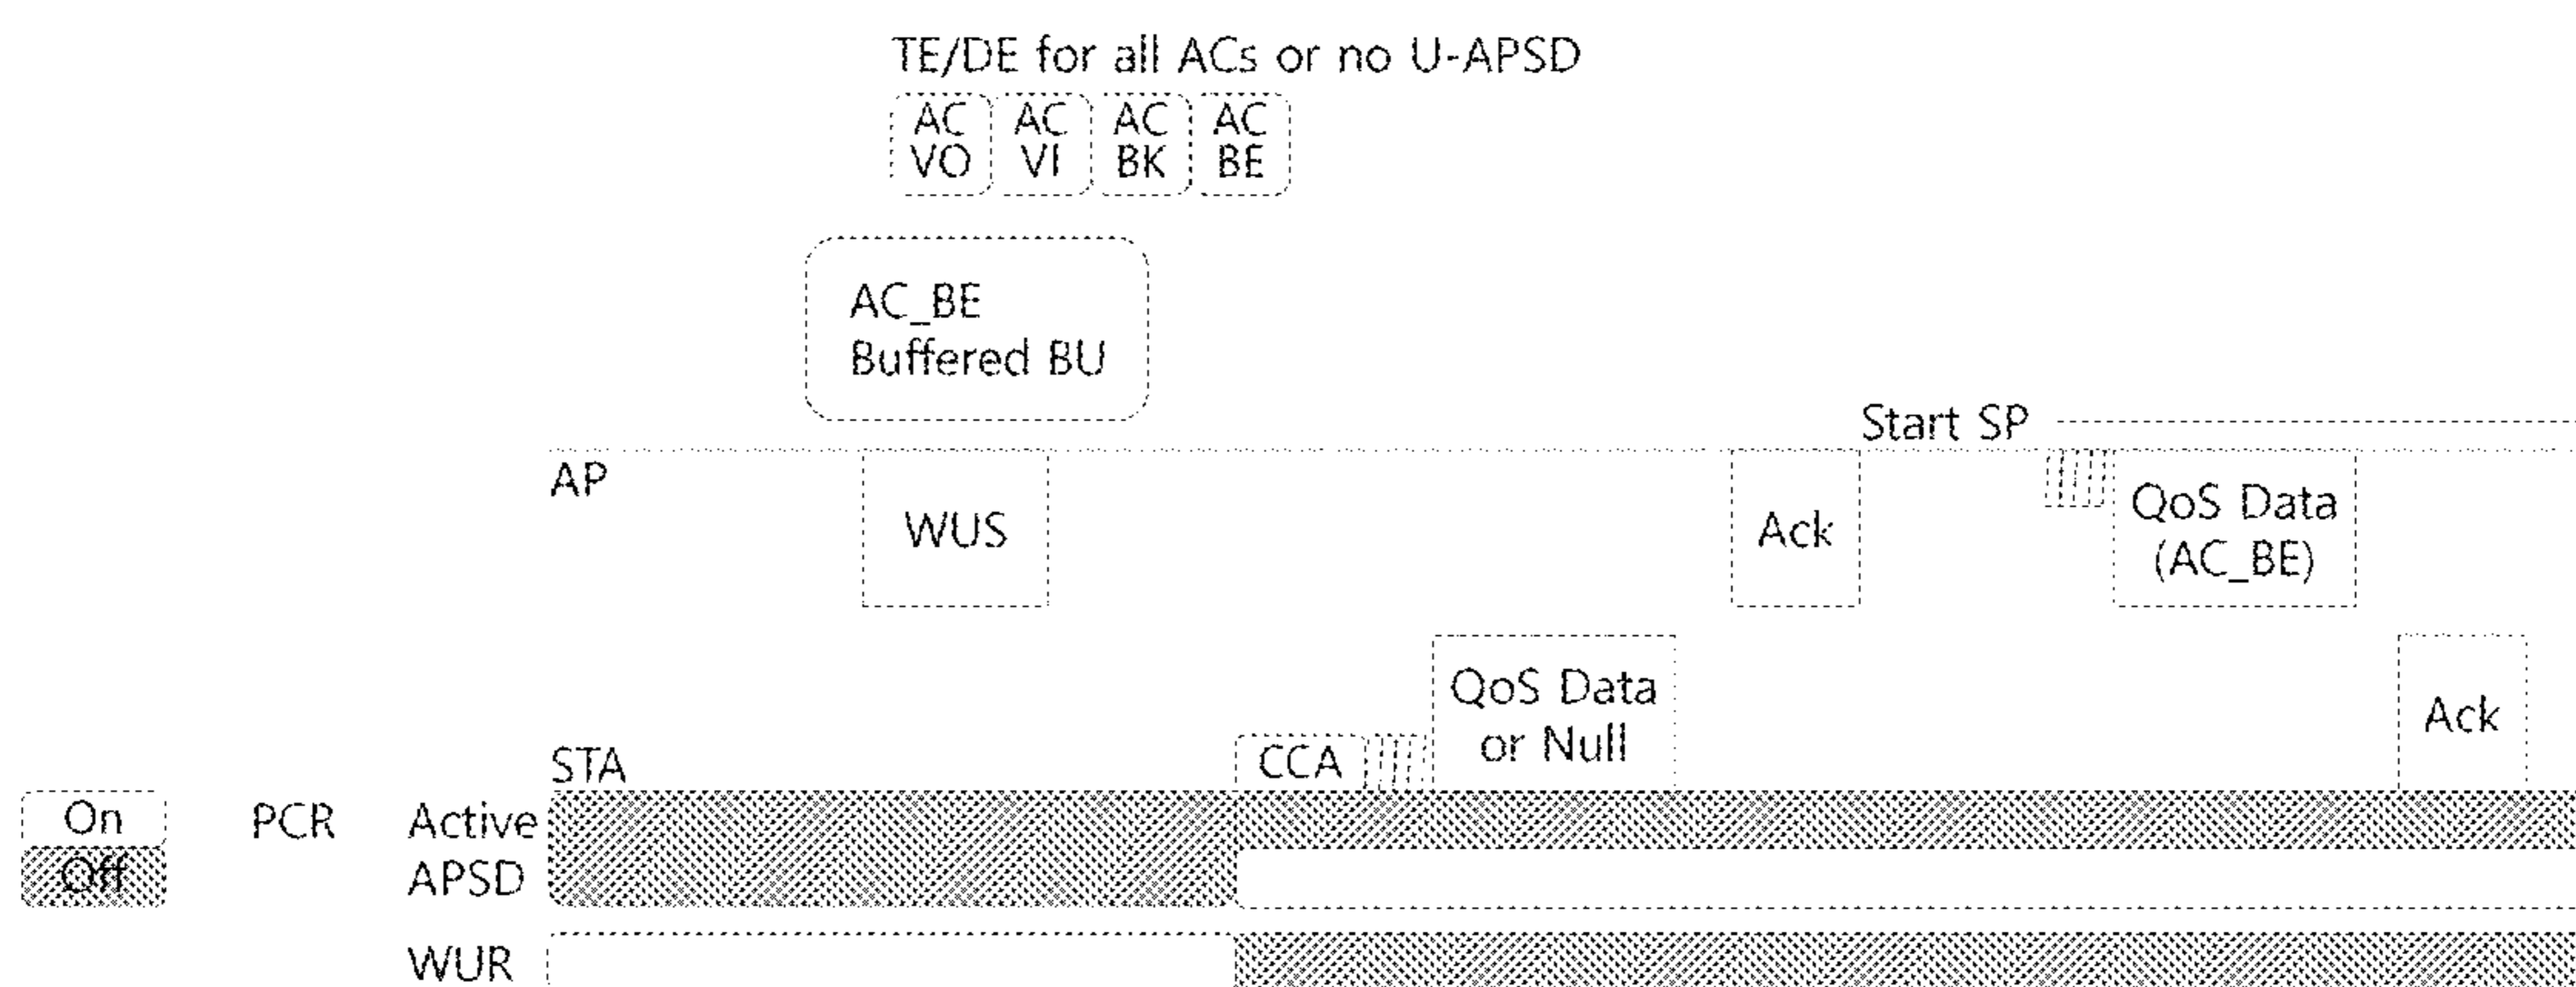 TE/DE for all ACs or no U-APSD
AC AC AC AC
VO VI BK BE
AC_BE
Buffered BU
Start SP
AP
WUS
Ack
QoS Data
(AC_BE)
QoS Data
or Null
Ack
STA
CCA
On
Off
PCR
Active
APSD
WUR